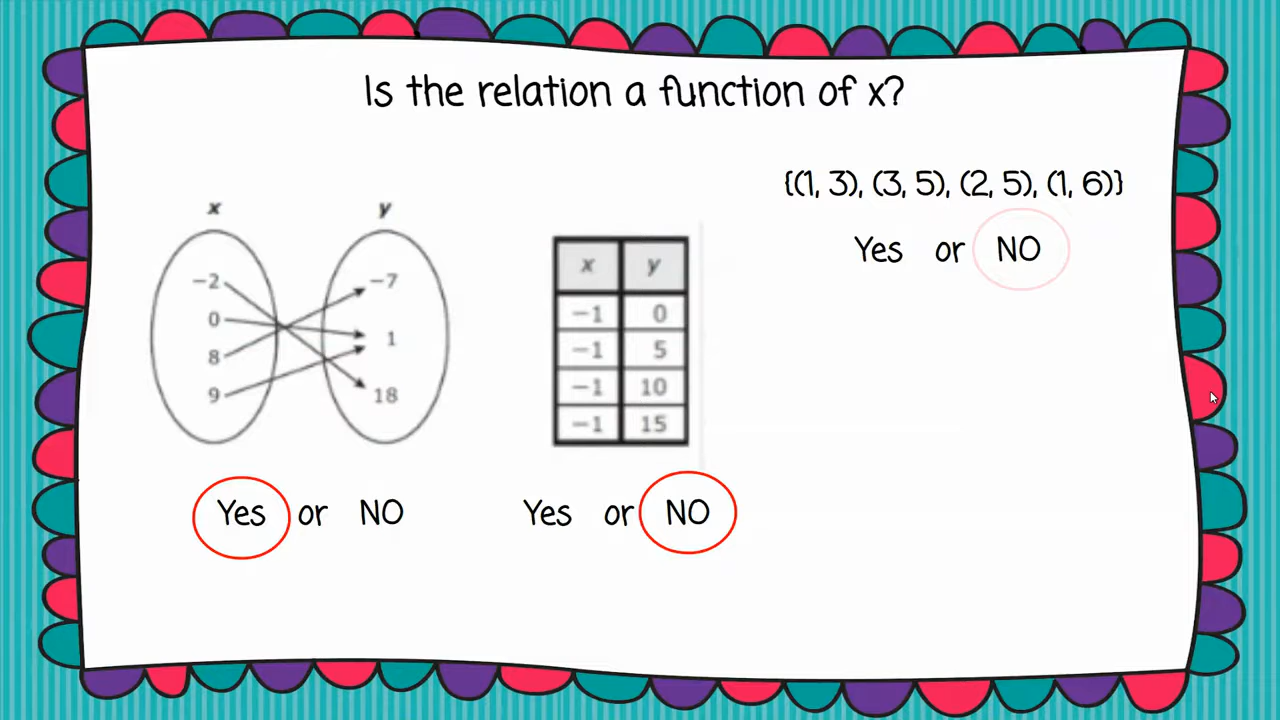 Is the relation a function of x?
{(1, 3), (3, 5), (2, 5), (1, 6)}
Yes or NO
x y
−2 −7
0 1
8 18
9
x y
−1 0
−1 5
−1 10
−1 15
Yes or NO
Yes or NO